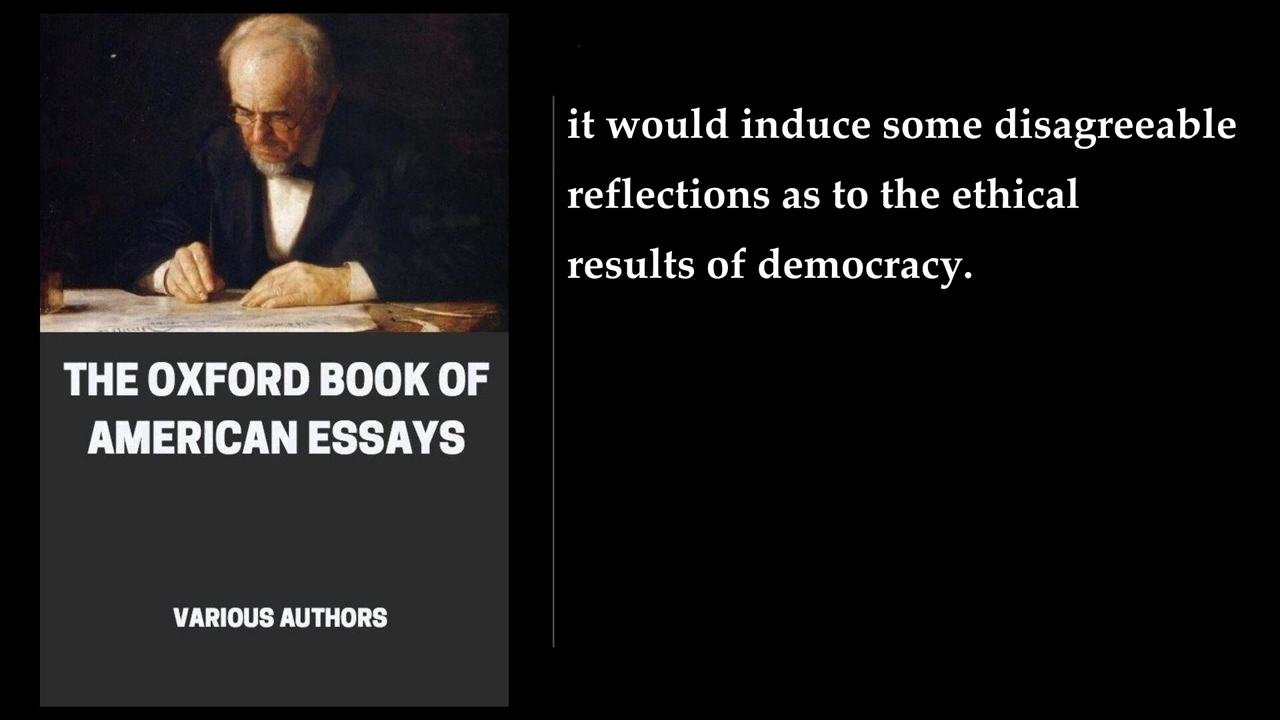 THE OXFORD BOOK OF
AMERICAN ESSAYS
VARIOUS AUTHORS
it would induce some disagreeable
reflections as to the ethical
results of democracy.